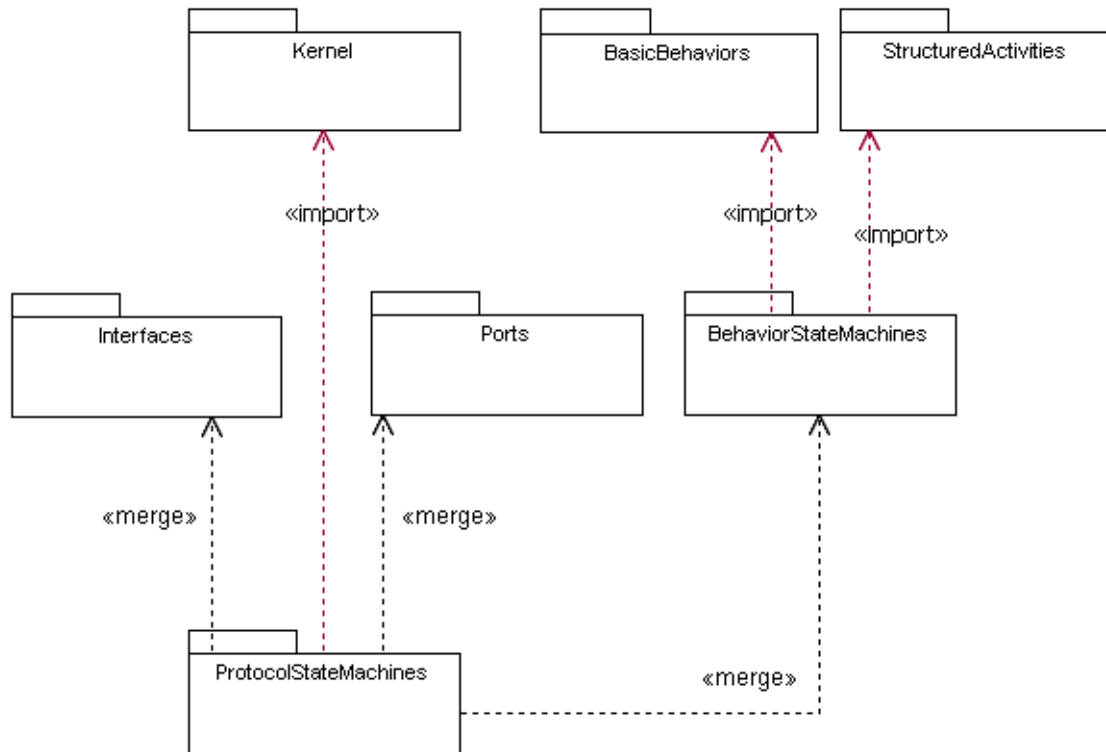 Kernel
BasicBehaviors
StructuredActivities
«import»
«import»
«import»
Interfaces
Ports
BehaviorStateMachines
«merge»
«merge»
ProtocolStateMachines
«merge»